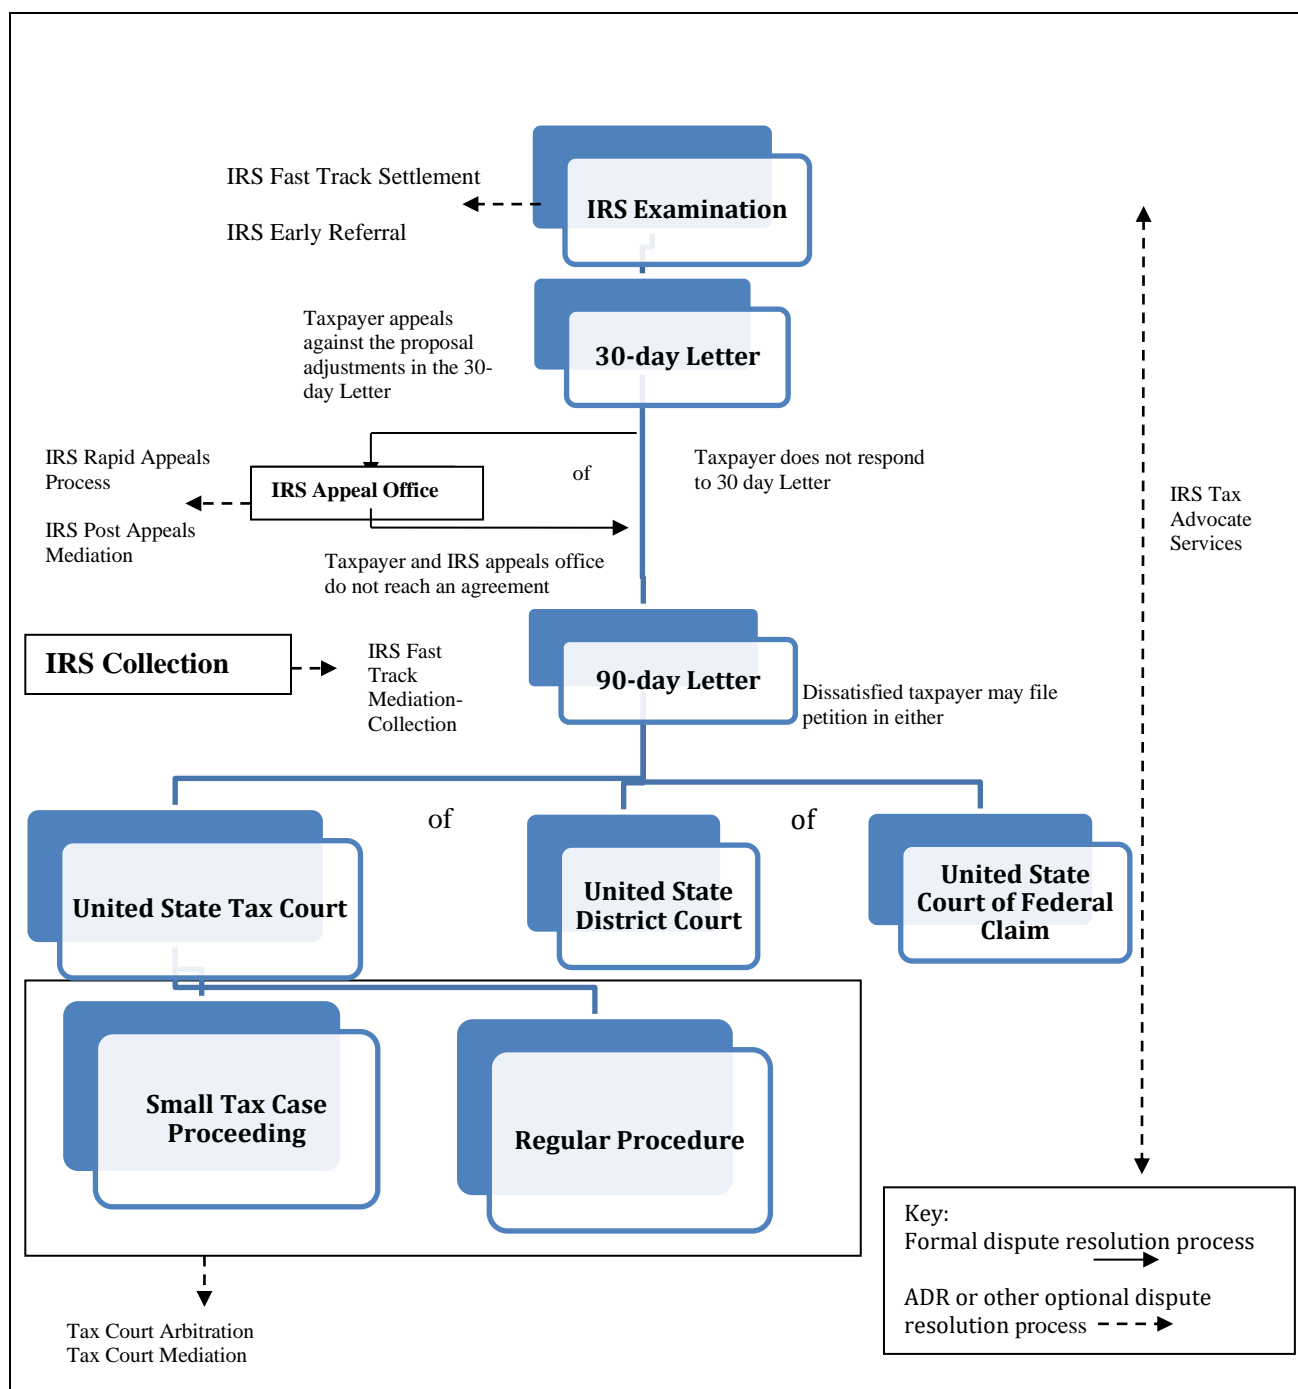 IRS Fast Track Settlement
IRS Early Referral
IRS Examination
Taxpayer appeals
against the proposal
adjustments in the 30-
day Letter
30-day Letter
IRS Rapid Appeals
Process
IRS Post Appeals
Mediation
IRS Appeal Office
of
Taxpayer does not respond
to 30 day Letter
IRS Tax
Advocate
Services
Taxpayer and IRS appeals office
do not reach an agreement
IRS Collection
IRS Fast
Track
Mediation-
Collection
90-day Letter
Dissatisfied taxpayer may file
petition in either
of
of
United State Tax Court
United State
District Court
United State
Court of Federal
Claim
Small Tax Case
Proceeding
Regular Procedure
Key:
Formal dispute resolution process
ADR or other optional dispute
resolution process
Tax Court Arbitration
Tax Court Mediation